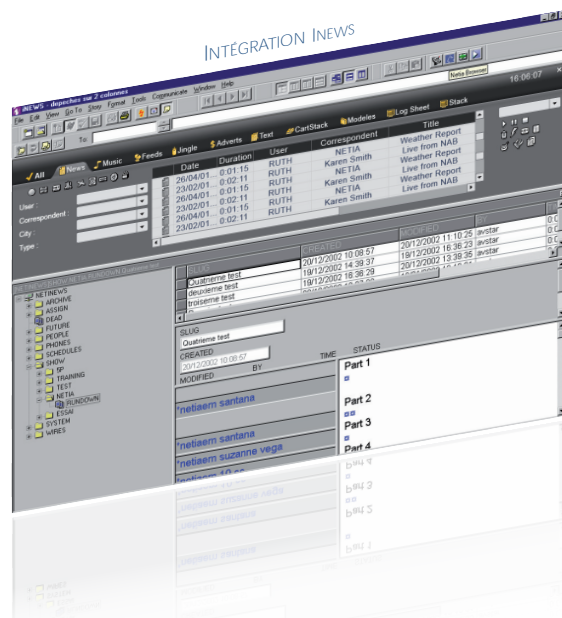 INTÉGRATION INEWS
iNEWS - depeches sur 2 colonnes
File Edit View Go To Story Format Tools Communicate Window Help
To
Netia Browser
16:06:07
All News Music Feeds Jingle Adverts Text CartStack Modeles Log Sheet Stack
User :
Correspondent :
City :
Type :
Date Duration User Correspondent Title
26/04/01... 0:01:15 RUTH NETIA Weather Report
23/02/01... 0:02:11 RUTH Karen Smith Live from NAB
26/04/01... 0:01:15 RUTH NETIA Weather Report
23/02/01... 0:02:11 RUTH Karen Smith Live from NAB
26/04/01... 0:01:15 RUTH NETIA Weather Report
23/02/01... 0:02:11 RUTH Karen Smith Live from NAB
NETINEWS
ARCHIVE
ASSIGN
DEAD
FUTURE
PEOPLE
PHONES
SCHEDULES
SHOW
SP
TRAINING
TEST
NETIA
RUNDOWN
ESSAI
SYSTEM
WIRES
SLUG CREATED MODIFIED BY
Quatrieme test 20/12/2002 10:08:57 20/12/2002 11:10:25 avstar
deuxieme test 19/12/2002 14:39:37 19/12/2002 16:36:23 avstar
troiseme test 19/12/2002 16:36:29 20/12/2002 13:39:35 avstar
SLUG
Quatrieme test
CREATED
20/12/2002 10:08:57
MODIFIED BY TIME STATUS
Part 1
*netiaem santana
Part 2
*netiaem santana
Part 3
*netiaem suzanne vega
Part 4